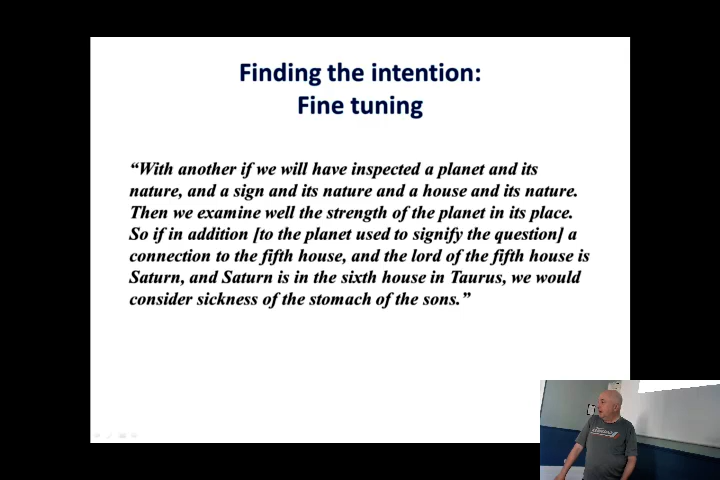 Finding the intention:
Fine tuning
“With another if we will have inspected a planet and its
nature, and a sign and its nature and a house and its nature.
Then we examine well the strength of the planet in its place.
So if in addition [to the planet used to signify the question] a
connection to the fifth house, and the lord of the fifth house is
Saturn, and Saturn is in the sixth house in Taurus, we would
consider sickness of the stomach of the sons.”